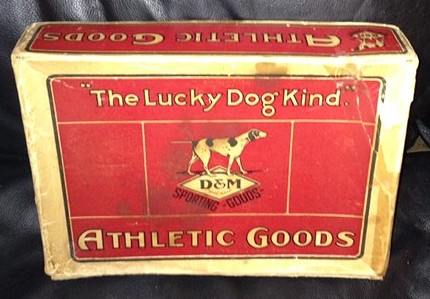 ATHLETIC GOODS
"The Lucky Dog Kind."
D&M
SPORTING - GOODS -
ATHLETIC GOODS